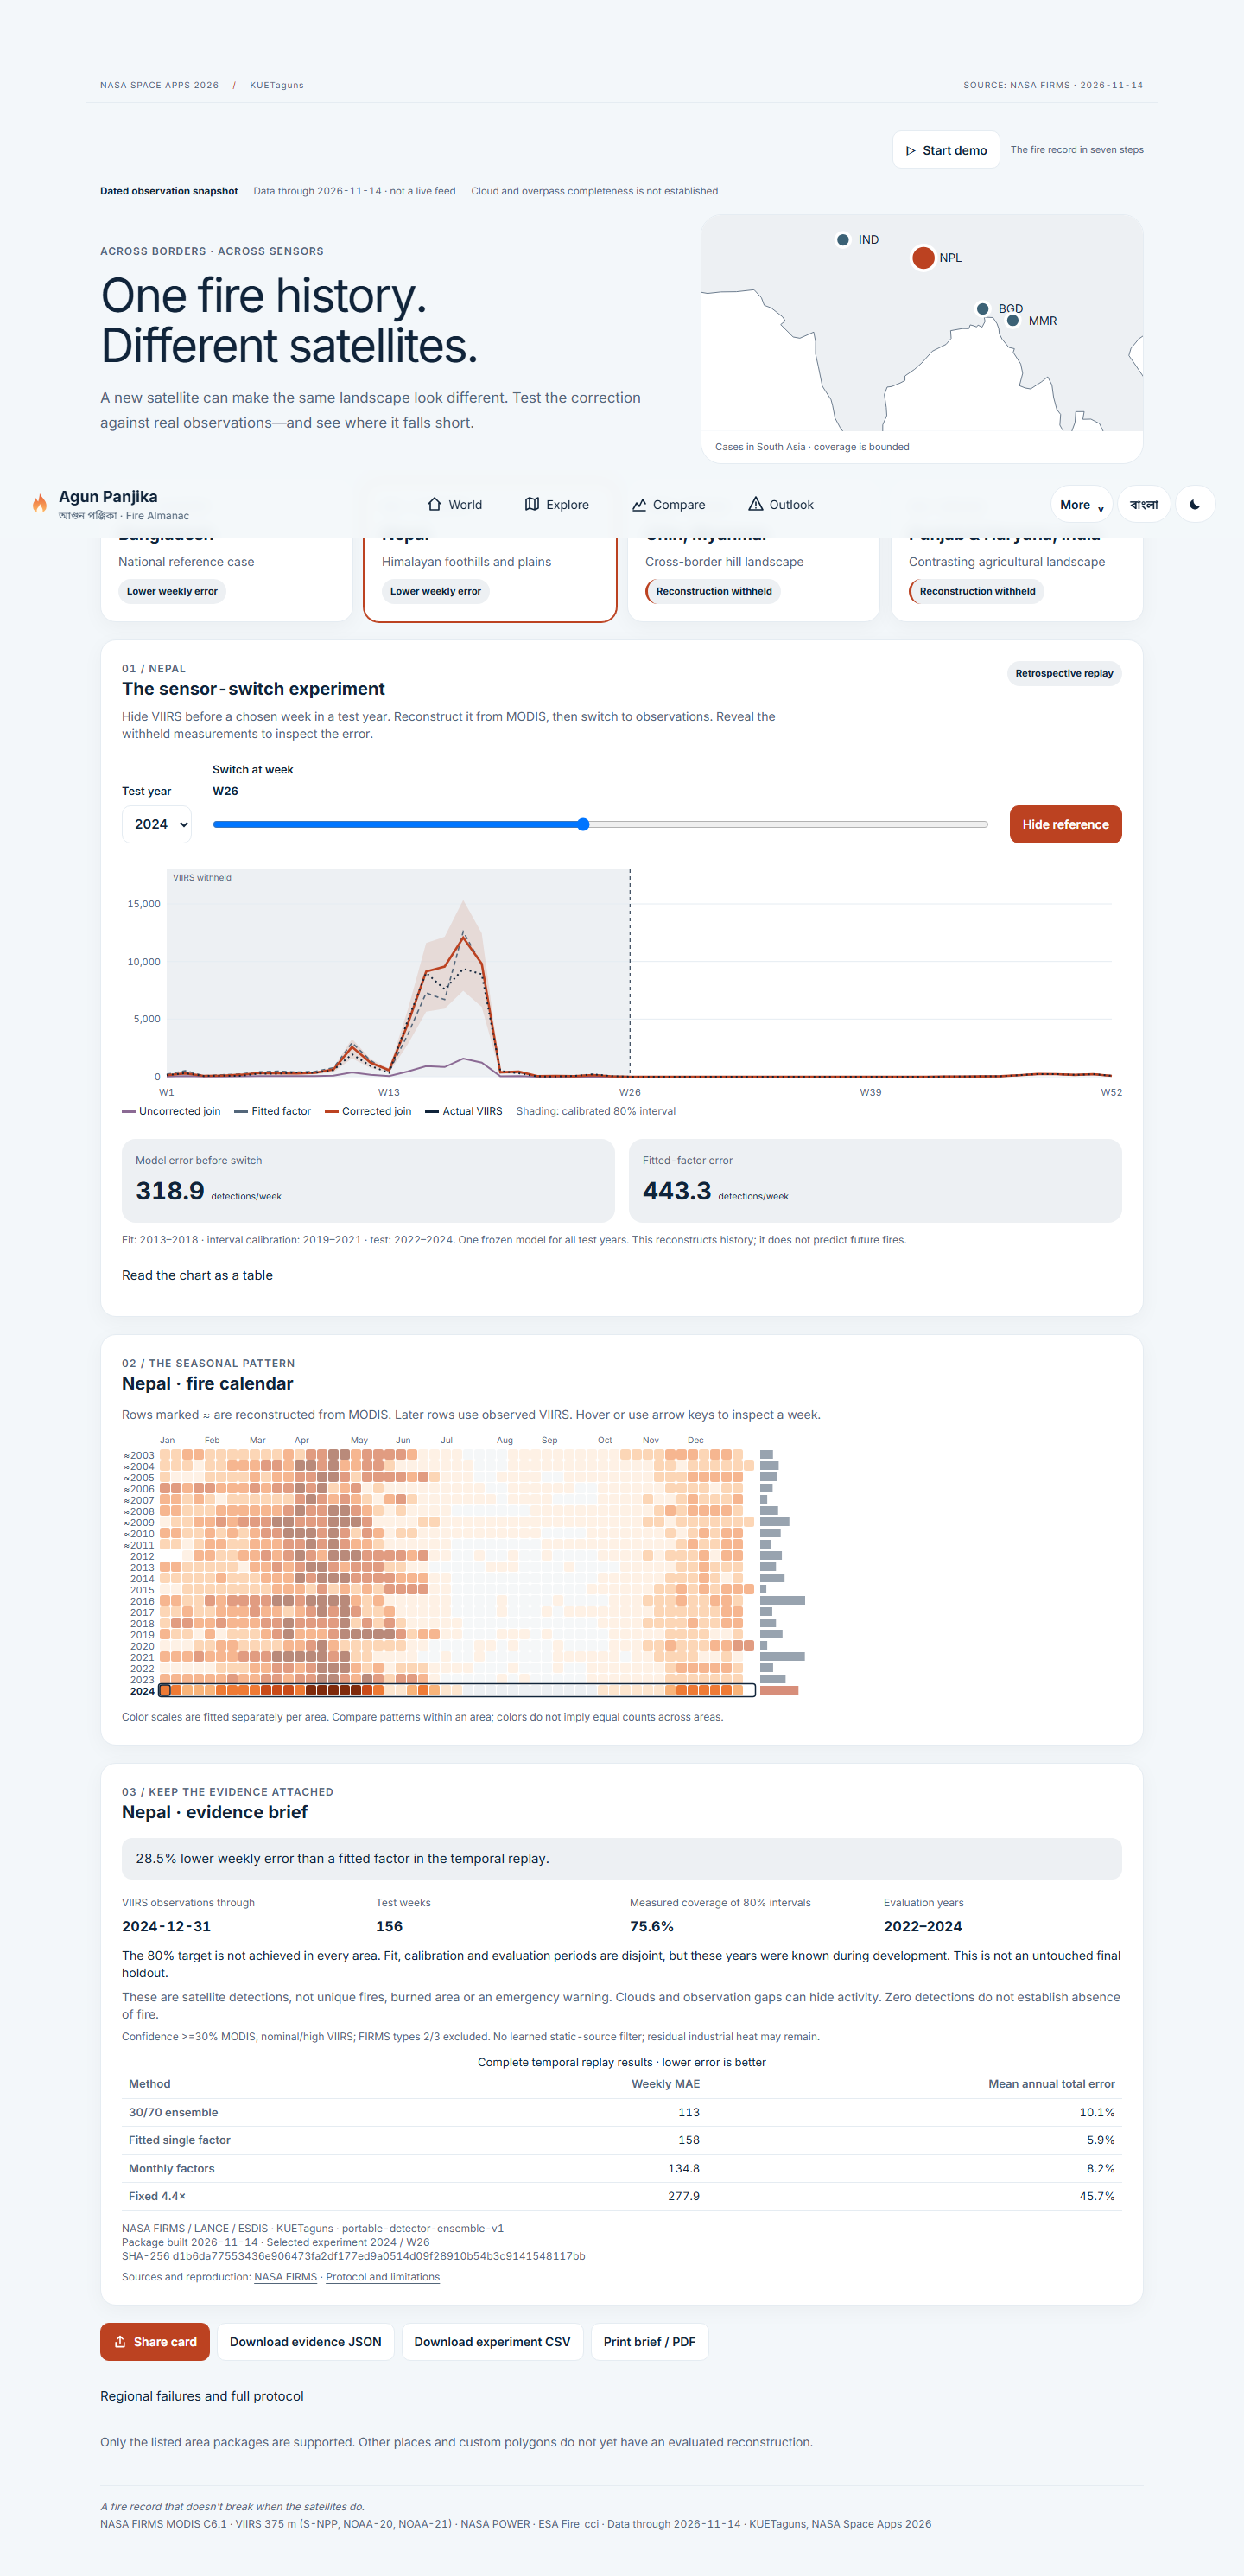 NASA SPACE APPS 2026 / KUETaguns
SOURCE: NASA FIRMS · 2026-11-14
Start demo
The fire record in seven steps
Dated observation snapshot Data through 2026-11-14 · not a live feed Cloud and overpass completeness is not established
ACROSS BORDERS · ACROSS SENSORS
One fire history.
Different satellites.
A new satellite can make the same landscape look different. Test the correction
against real observations—and see where it falls short.
IND
NPL
BGD
MMR
Cases in South Asia · coverage is bounded
Agun Panjika
আগুন পঞ্জিকা · Fire Almanac
World
Explore
Compare
Outlook
More
বাংলা
Bangladesh
National reference case
Lower weekly error
Nepal
Himalayan foothills and plains
Lower weekly error
Chin, Myanmar
Cross-border hill landscape
Reconstruction withheld
Punjab & Haryana, India
Contrasting agricultural landscape
Reconstruction withheld
01 / NEPAL
The sensor-switch experiment
Retrospective replay
Hide VIIRS before a chosen week in a test year. Reconstruct it from MODIS, then switch to observations. Reveal the
withheld measurements to inspect the error.
Test year
2024
Switch at week
W26
Hide reference
VIIRS withheld
15,000
10,000
5,000
0
W1 W13 W26 W39 W52
Uncorrected join Fitted factor Corrected join Actual VIIRS Shading: calibrated 80% interval
Model error before switch
318.9 detections/week
Fitted-factor error
443.3 detections/week
Fit: 2013–2018 · interval calibration: 2019–2021 · test: 2022–2024. One frozen model for all test years. This reconstructs history; it does not predict future fires.
Read the chart as a table
02 / THE SEASONAL PATTERN
Nepal · fire calendar
Rows marked ≈ are reconstructed from MODIS. Later rows use observed VIIRS. Hover or use arrow keys to inspect a week.
Jan Feb Mar Apr May Jun Jul Aug Sep Oct Nov Dec
≈2003
≈2004
≈2005
≈2006
≈2007
≈2008
≈2009
≈2010
≈2011
2012
2013
2014
2015
2016
2017
2018
2019
2020
2021
2022
2023
2024
Color scales are fitted separately per area. Compare patterns within an area; colors do not imply equal counts across areas.
03 / KEEP THE EVIDENCE ATTACHED
Nepal · evidence brief
28.5% lower weekly error than a fitted factor in the temporal replay.
VIIRS observations through
2024-12-31
Test weeks
156
Measured coverage of 80% intervals
75.6%
Evaluation years
2022–2024
The 80% target is not achieved in every area. Fit, calibration and evaluation periods are disjoint, but these years were known during development. This is not an untouched final
holdout.
These are satellite detections, not unique fires, burned area or an emergency warning. Clouds and observation gaps can hide activity. Zero detections do not establish absence
of fire.
Confidence >=30% MODIS, nominal/high VIIRS; FIRMS types 2/3 excluded. No learned static-source filter; residual industrial heat may remain.
Complete temporal replay results · lower error is better
Method Weekly MAE Mean annual total error
30/70 ensemble 113 10.1%
Fitted single factor 158 5.9%
Monthly factors 134.8 8.2%
Fixed 4.4× 277.9 45.7%
NASA FIRMS / LANCE / ESDIS · KUETaguns · portable-detector-ensemble-v1
Package built 2026-11-14 · Selected experiment 2024 / W26
SHA-256 d1b6da77553436e906473fa2df177ed9a0514d09f28910b54b3c9141548117bb
Sources and reproduction: NASA FIRMS · Protocol and limitations
Share card
Download evidence JSON
Download experiment CSV
Print brief / PDF
Regional failures and full protocol
Only the listed area packages are supported. Other places and custom polygons do not yet have an evaluated reconstruction.
A fire record that doesn't break when the satellites do.
NASA FIRMS MODIS C6.1 · VIIRS 375 m (S-NPP, NOAA-20, NOAA-21) · NASA POWER · ESA Fire_cci · Data through 2026-11-14 · KUETaguns, NASA Space Apps 2026